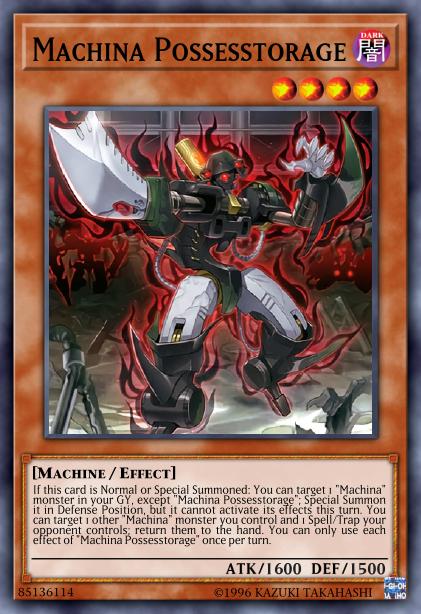 MACHINA POSSESSTORAGE
DARK
闇
[MACHINE / EFFECT]
If this card is Normal or Special Summoned: You can target 1 "Machina"
monster in your GY, except "Machina Possesstorage"; Special Summon
it in Defense Position, but it cannot activate its effects this turn. You
can target 1 other "Machina" monster you control and 1 Spell/Trap your
opponent controls; return them to the hand. You can only use each
effect of "Machina Possesstorage" once per turn.
ATK/1600 DEF/1500
85136114
©1996 KAZUKI TAKAHASHI